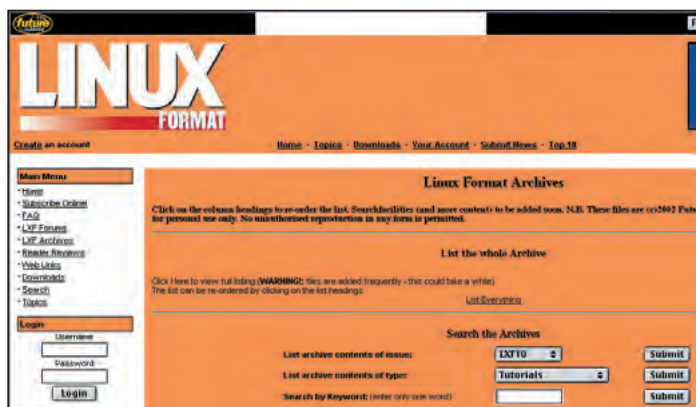 future
LINUX
FORMAT
Create an account
Home · Topics · Downloads · Your Account · Submit News · Top 10
Main Menu
· Home
· Subscribe Online!
· FAQ
· LXF Forums
· LXF Archives
· Reader Reviews
· Web Links
· Downloads
· Search
· Topics
Login
Username
Password
Login
Linux Format Archives
Click on the column headings to re-order the list. Searchfacilities (and more content) to be added soon. N.B. These files are (c)2002
for personal use only. No unauthorised reproduction in any form is permitted.
List the whole Archive
Click Here to view full listing (WARNING!: files are added frequently - this could take a while)
The list can be re-ordered by clicking on the list headings
List Everything
Search the Archives
List archive contents of issue: LXF10 Submit
List archive contents of type: Tutorials Submit
Search by Keyword: (enter only one word) Submit